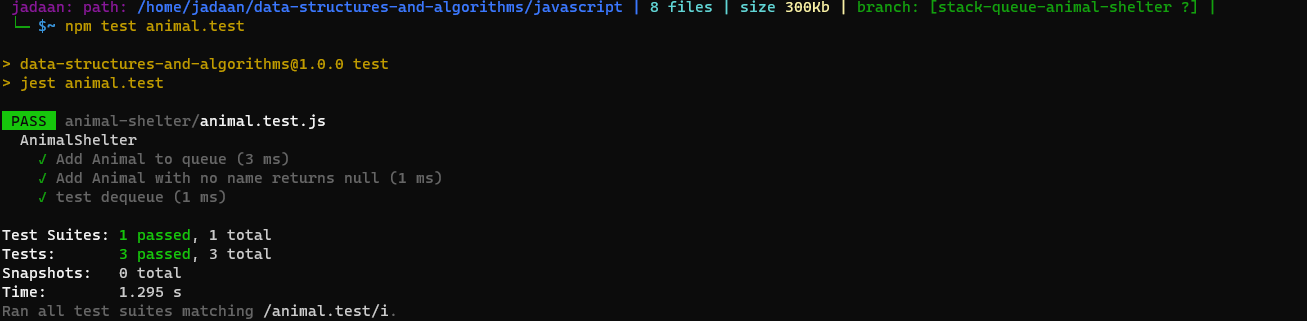 jadaan: path: /home/jadaan/data-structures-and-algorithms/javascript | 8 files | size 300Kb | branch: [stack-queue-animal-shelter ?] |
└─ $~ npm test animal.test
> data-structures-and-algorithms@1.0.0 test
> jest animal.test
PASS animal-shelter/animal.test.js
AnimalShelter
✓ Add Animal to queue (3 ms)
✓ Add Animal with no name returns null (1 ms)
✓ test dequeue (1 ms)
Test Suites: 1 passed, 1 total
Tests: 3 passed, 3 total
Snapshots: 0 total
Time: 1.295 s
Ran all test suites matching /animal.test/i.